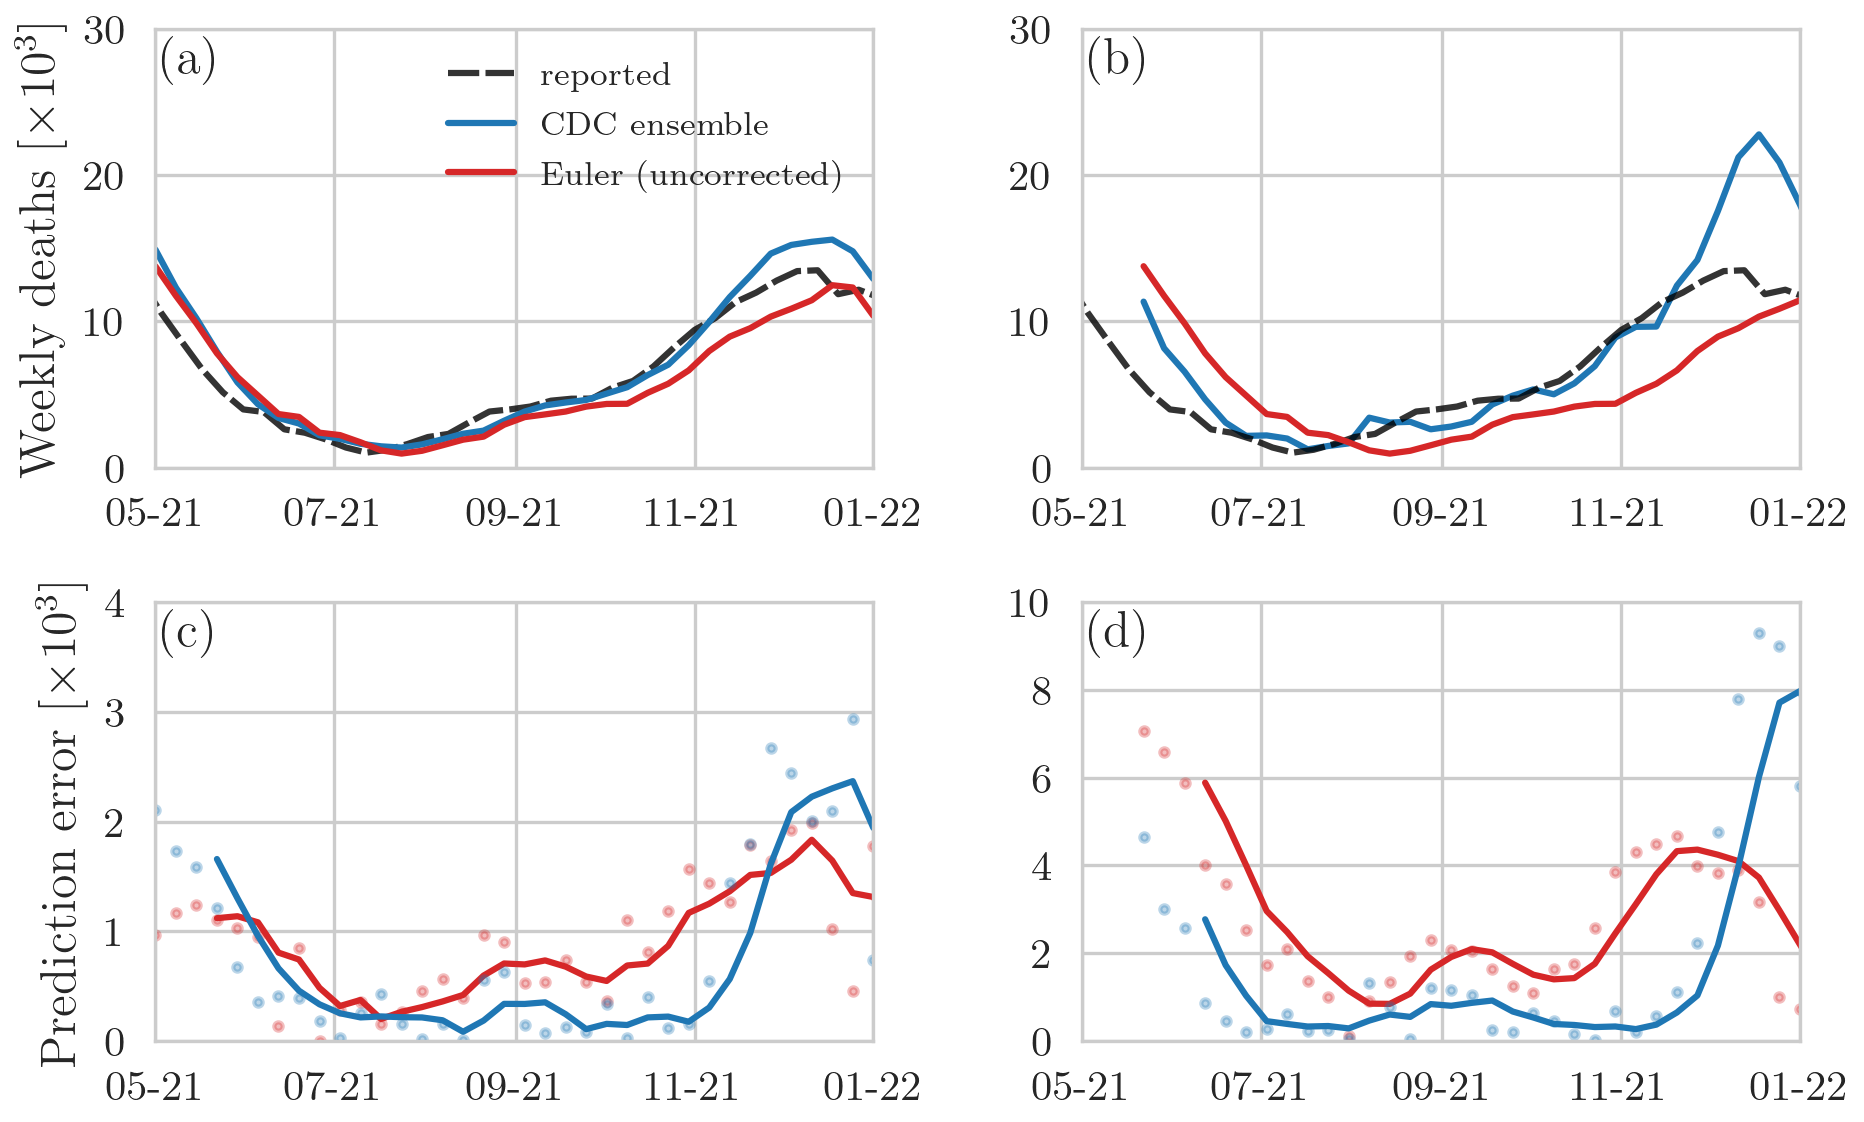 Weekly deaths [×10³]
30
20
10
0
(a)
reported
CDC ensemble
Euler (uncorrected)
05-21 07-21 09-21 11-21 01-22
30
20
10
0
(b)
05-21 07-21 09-21 11-21 01-22
Prediction error [×10³]
4
3
2
1
0
(c)
05-21 07-21 09-21 11-21 01-22
10
8
6
4
2
0
(d)
05-21 07-21 09-21 11-21 01-22